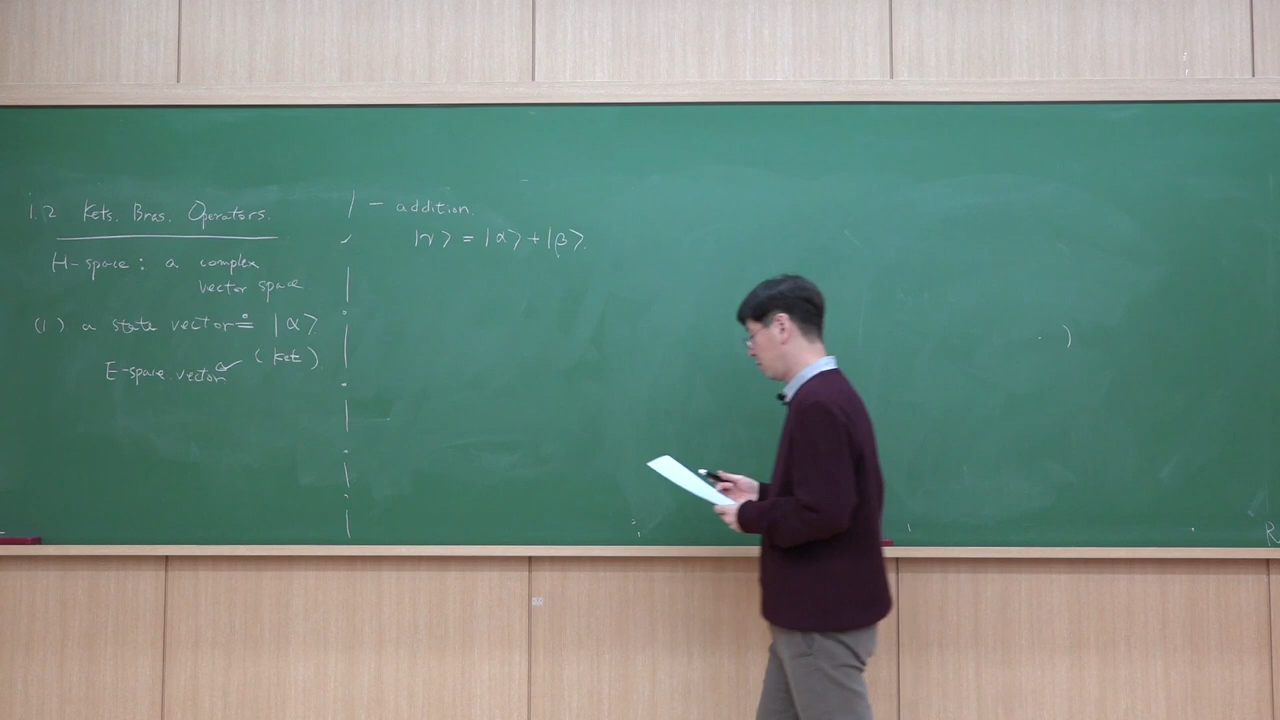 1.2 Kets. Bras. Operators.
H-space : a complex
vector space
(1) a state vector ≐ |α>
(ket)
E-space vector
- addition.
|γ> = |α> + |β>.
R